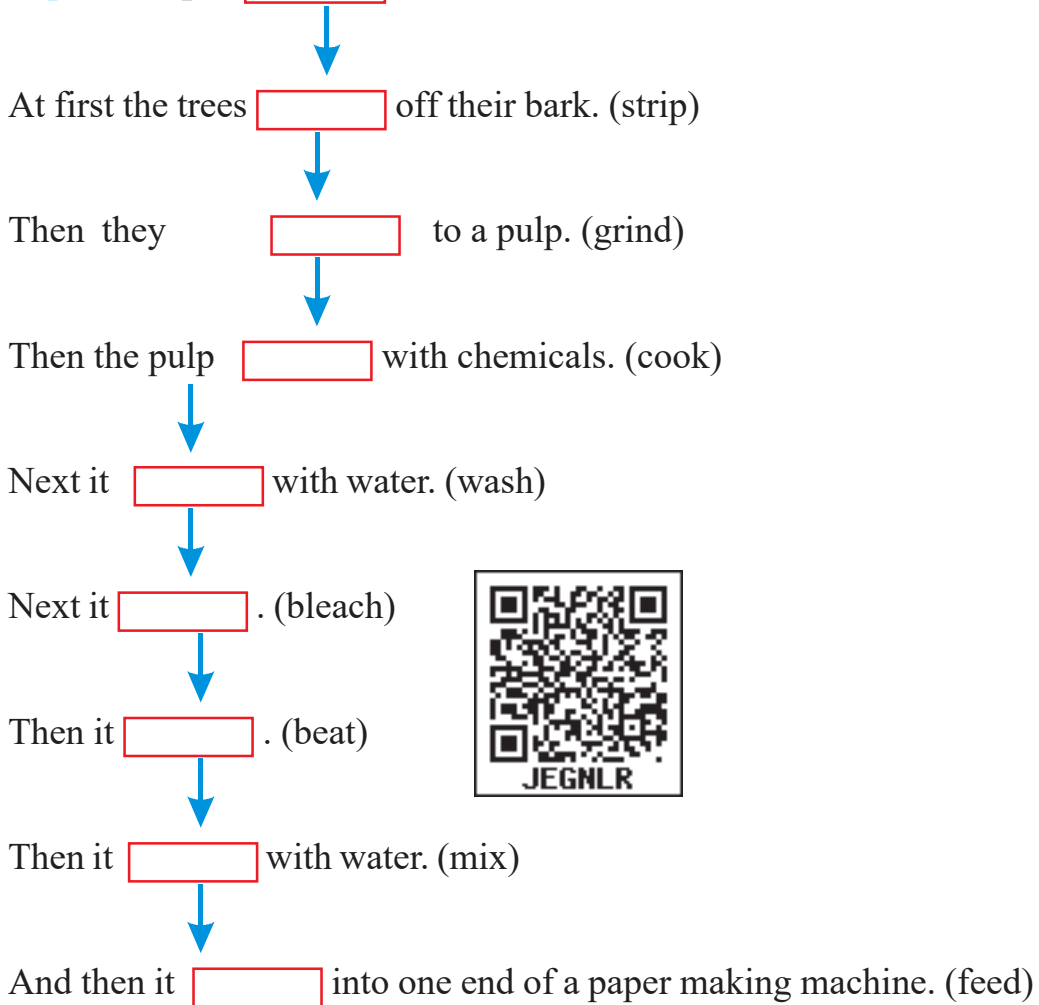 At first the trees off their bark. (strip)
Then they to a pulp. (grind)
Then the pulp with chemicals. (cook)
Next it with water. (wash)
Next it . (bleach)
JEGNLR
Then it . (beat)
Then it with water. (mix)
And then it into one end of a paper making machine. (feed)